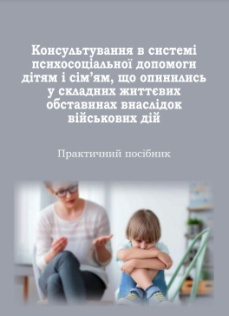 Консультування в системі
психосоціальної допомоги
дітям і сім’ям, що опинились
у складних життєвих
обставинах внаслідок
військових дій
Практичний посібник